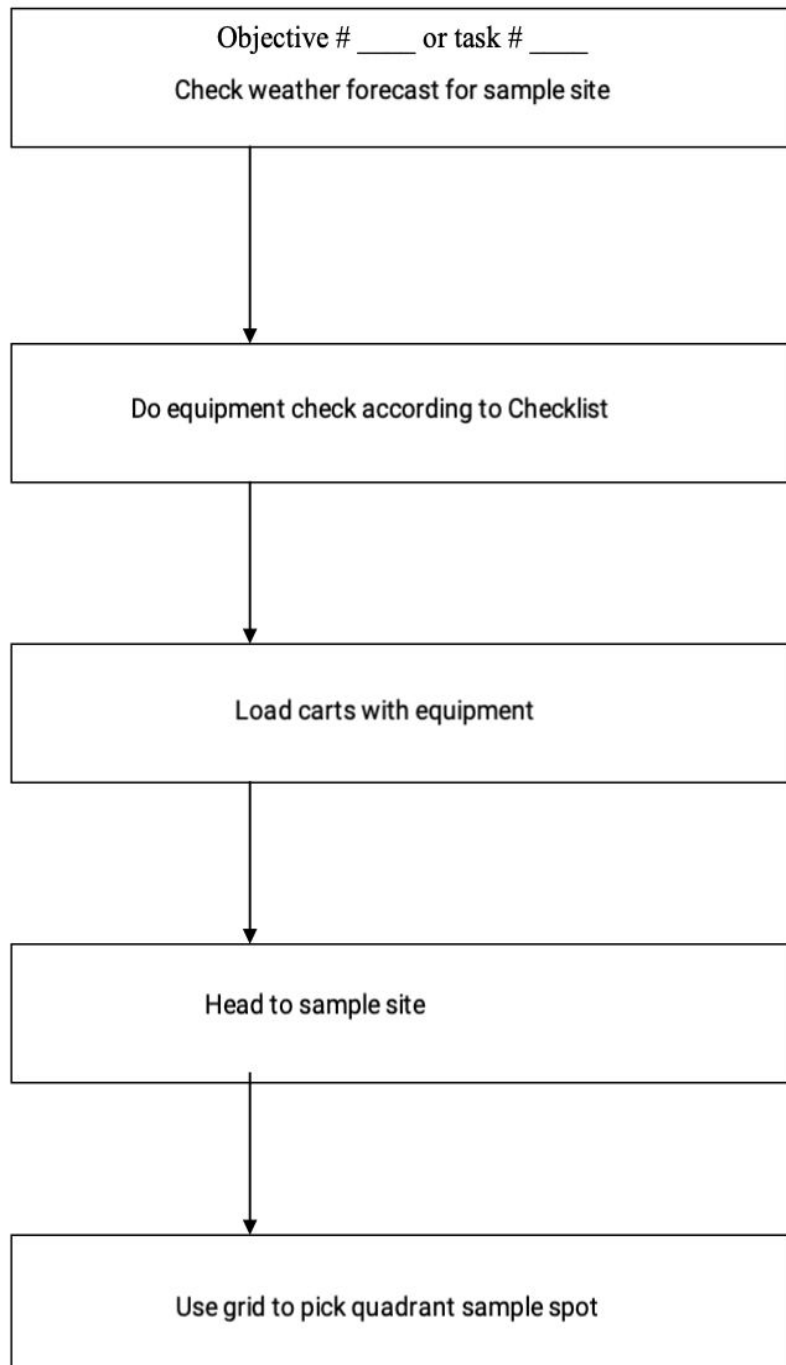 Objective # ____ or task # ____
Check weather forecast for sample site
Do equipment check according to Checklist
Load carts with equipment
Head to sample site
Use grid to pick quadrant sample spot